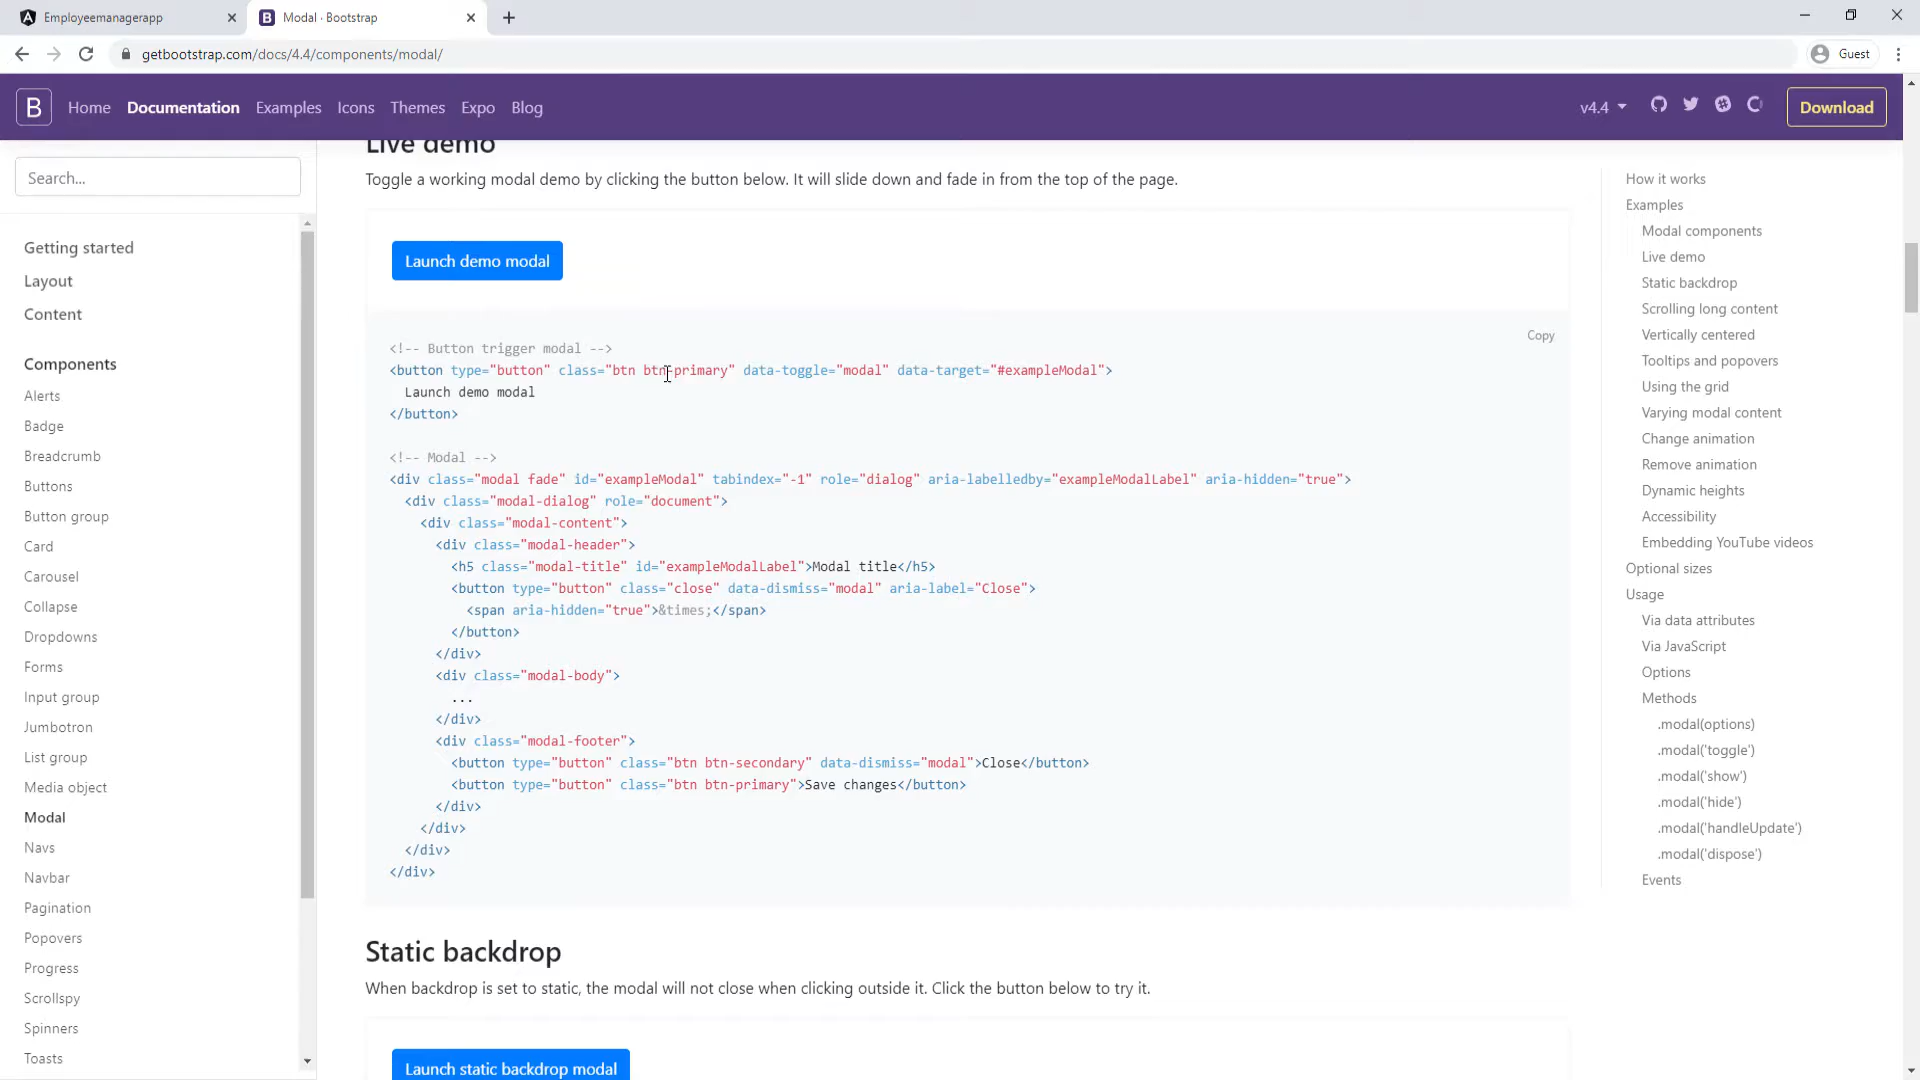 Employeemanagerapp
Modal · Bootstrap
getbootstrap.com/docs/4.4/components/modal/
Guest
B
Home
Documentation
Examples
Icons
Themes
Expo
Blog
v4.4
Download
Search...
Getting started
Layout
Content
Components
Alerts
Badge
Breadcrumb
Buttons
Button group
Card
Carousel
Collapse
Dropdowns
Forms
Input group
Jumbotron
List group
Media object
Modal
Navs
Navbar
Pagination
Popovers
Progress
Scrollspy
Spinners
Toasts
Live demo
Toggle a working modal demo by clicking the button below. It will slide down and fade in from the top of the page.
Launch demo modal
Copy
<!-- Button trigger modal -->
<button type="button" class="btn btn-primary" data-toggle="modal" data-target="#exampleModal">
  Launch demo modal
</button>
<!-- Modal -->
<div class="modal fade" id="exampleModal" tabindex="-1" role="dialog" aria-labelledby="exampleModalLabel" aria-hidden="true">
  <div class="modal-dialog" role="document">
    <div class="modal-content">
      <div class="modal-header">
        <h5 class="modal-title" id="exampleModalLabel">Modal title</h5>
        <button type="button" class="close" data-dismiss="modal" aria-label="Close">
          <span aria-hidden="true">&times;</span>
        </button>
      </div>
      <div class="modal-body">
        ...
      </div>
      <div class="modal-footer">
        <button type="button" class="btn btn-secondary" data-dismiss="modal">Close</button>
        <button type="button" class="btn btn-primary">Save changes</button>
      </div>
    </div>
  </div>
</div>
Static backdrop
When backdrop is set to static, the modal will not close when clicking outside it. Click the button below to try it.
Launch static backdrop modal
How it works
Examples
Modal components
Live demo
Static backdrop
Scrolling long content
Vertically centered
Tooltips and popovers
Using the grid
Varying modal content
Change animation
Remove animation
Dynamic heights
Accessibility
Embedding YouTube videos
Optional sizes
Usage
Via data attributes
Via JavaScript
Options
Methods
.modal(options)
.modal('toggle')
.modal('show')
.modal('hide')
.modal('handleUpdate')
.modal('dispose')
Events